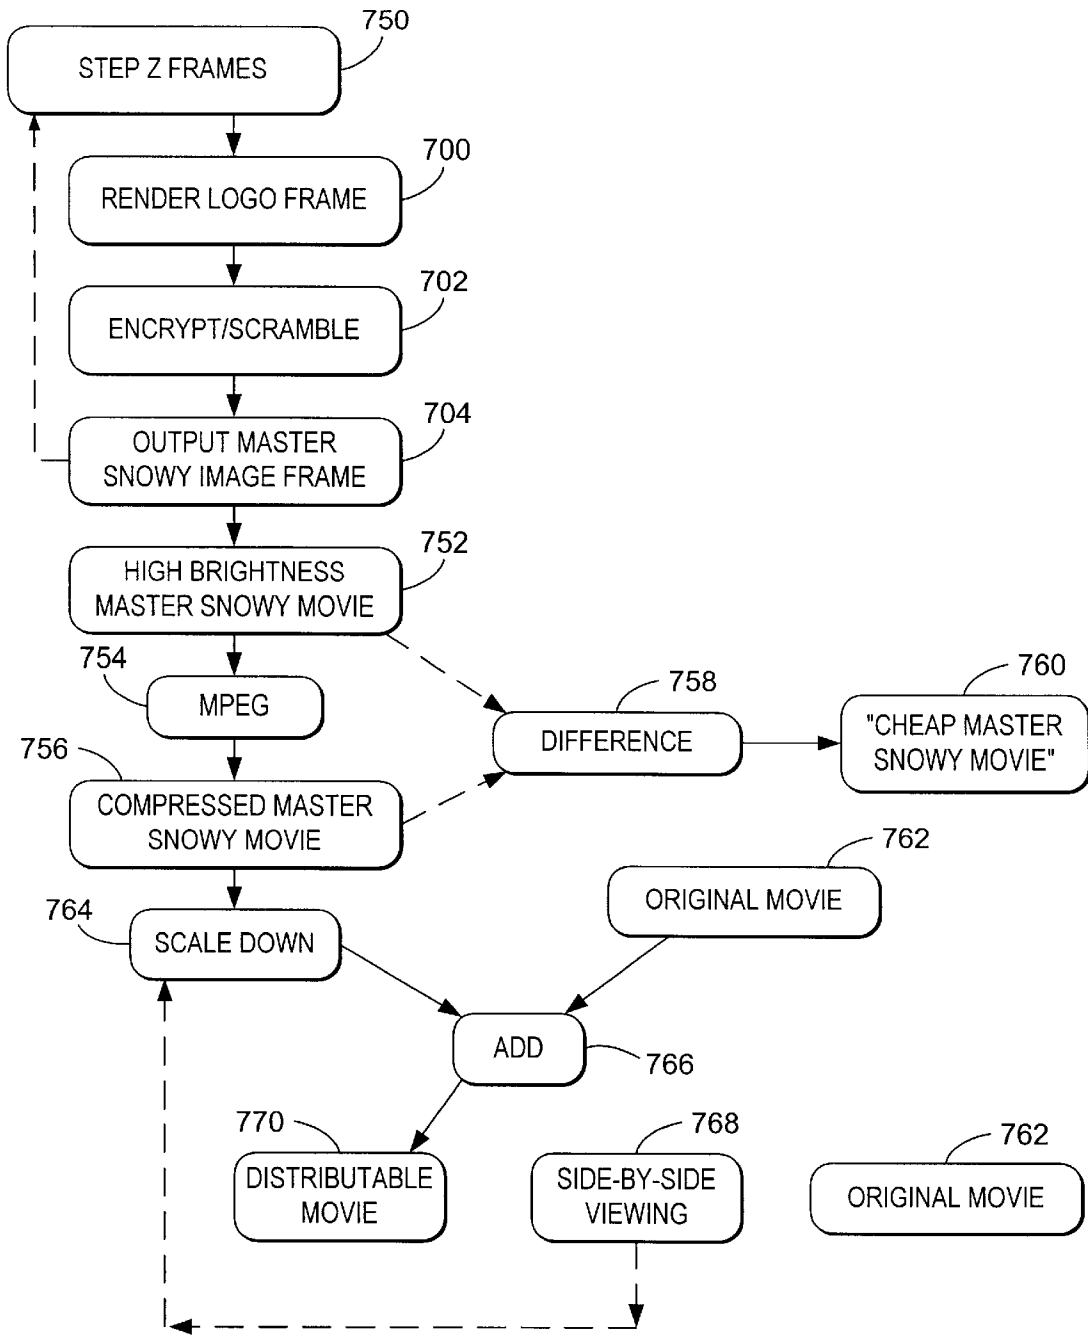 750
STEP Z FRAMES
700
RENDER LOGO FRAME
702
ENCRYPT/SCRAMBLE
704
OUTPUT MASTER
SNOWY IMAGE FRAME
752
HIGH BRIGHTNESS
MASTER SNOWY MOVIE
754
MPEG
758
DIFFERENCE
760
"CHEAP MASTER
SNOWY MOVIE"
756
COMPRESSED MASTER
SNOWY MOVIE
762
ORIGINAL MOVIE
764
SCALE DOWN
ADD
766
770
DISTRIBUTABLE
MOVIE
768
SIDE-BY-SIDE
VIEWING
762
ORIGINAL MOVIE